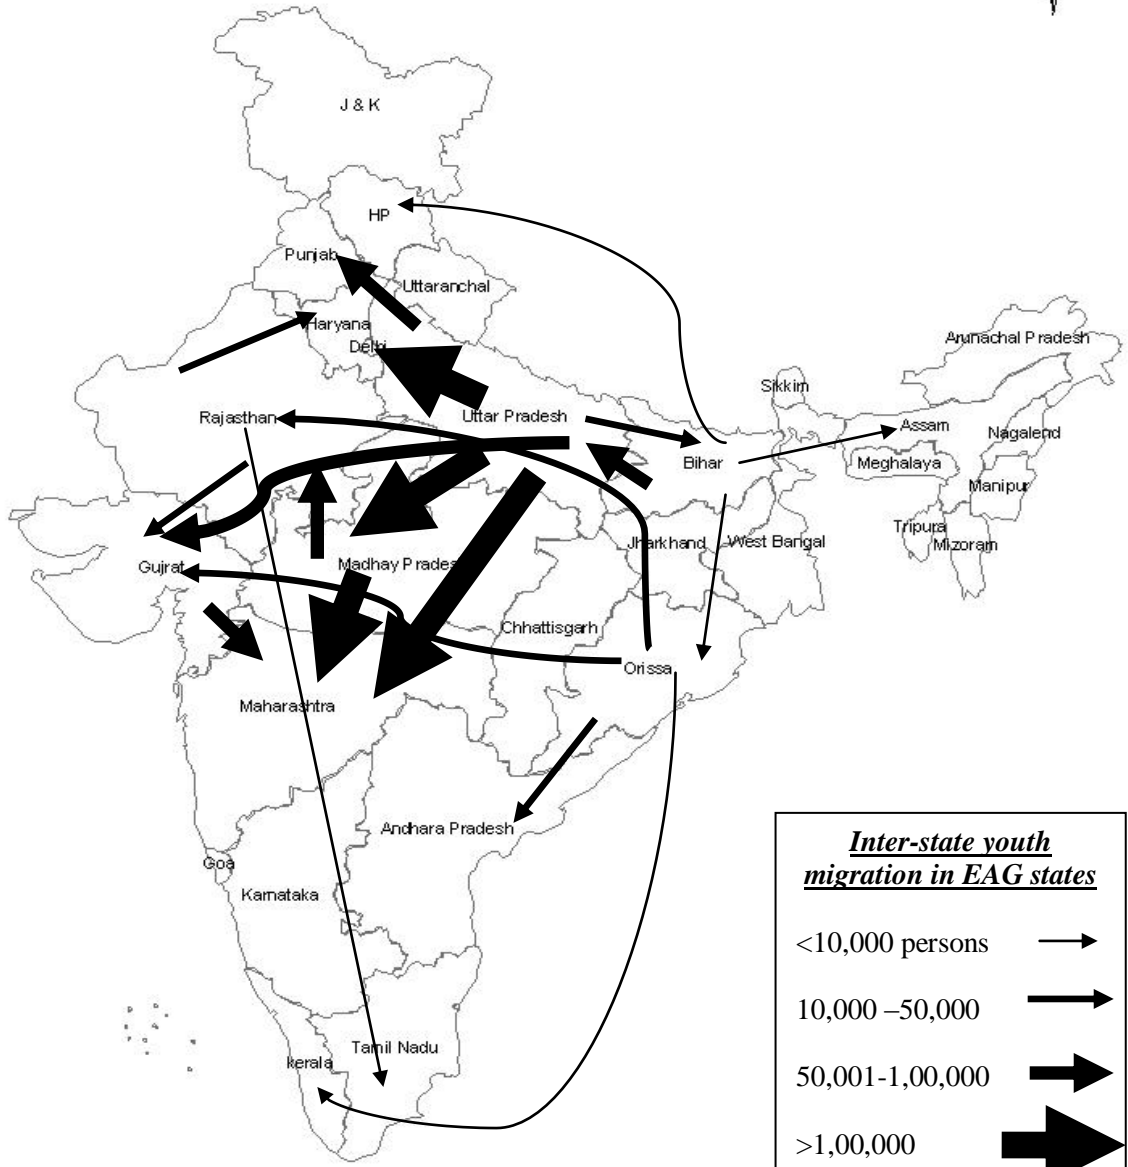 J & K
HP
Punjab
Uttaranchal
Haryana
Delhi
Arunachal Pradesh
Sikkim
Rajasthan
Uttar Pradesh
Assam
Nagalend
Bihar
Meghalaya
Manipur
Tripura
Mizoram
Jharkhand
West Bangal
Gujrat
Madhay Prades
Chhattisgarh
Orissa
Maharashtra
Andhara Pradesh
Goa
Karnataka
Tamil Nadu
kerala
Inter-state youth
migration in EAG states
<10,000 persons
10,000 –50,000
50,001-1,00,000
>1,00,000